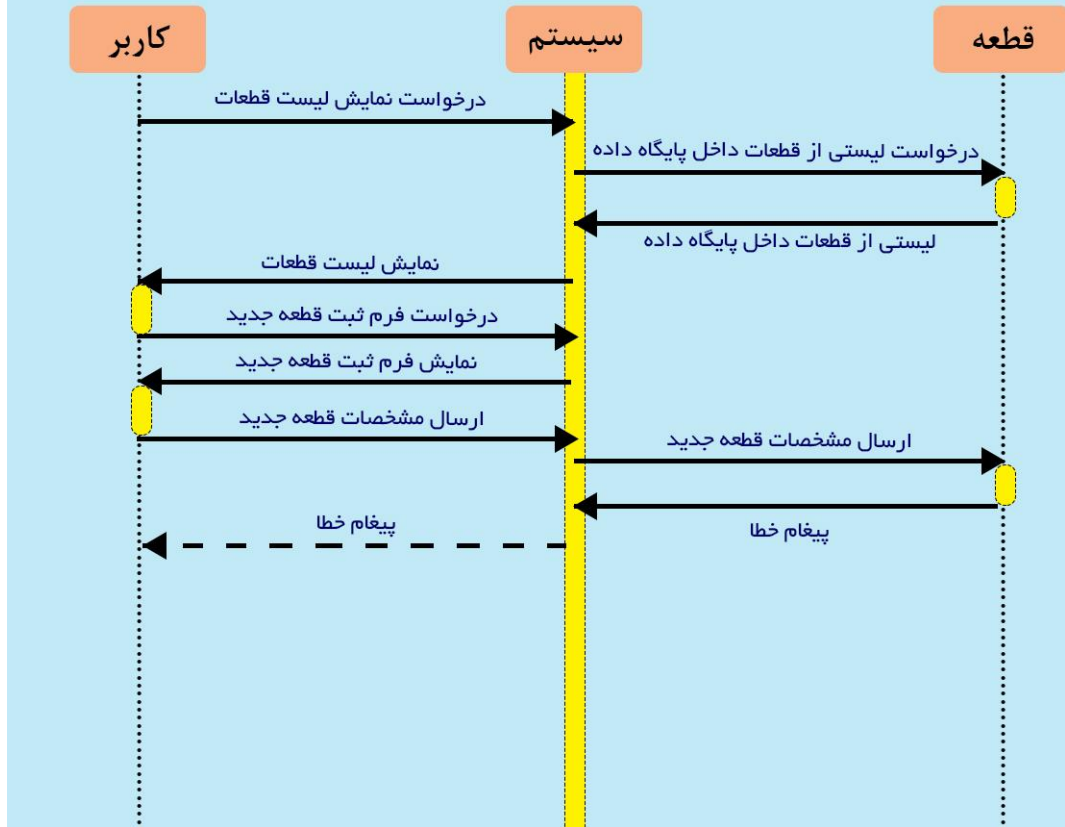 قطعه
سیستم
کاربر
درخواست نمایش لیست قطعات
درخواست لیستی از قطعات داخل پایگاه داده
لیستی از قطعات داخل پایگاه داده
نمایش لیست قطعات
درخواست فرم ثبت قطعه جدید
نمایش فرم ثبت قطعه جدید
ارسال مشخصات قطعه جدید
ارسال مشخصات قطعه جدید
پیغام خطا
پیغام خطا